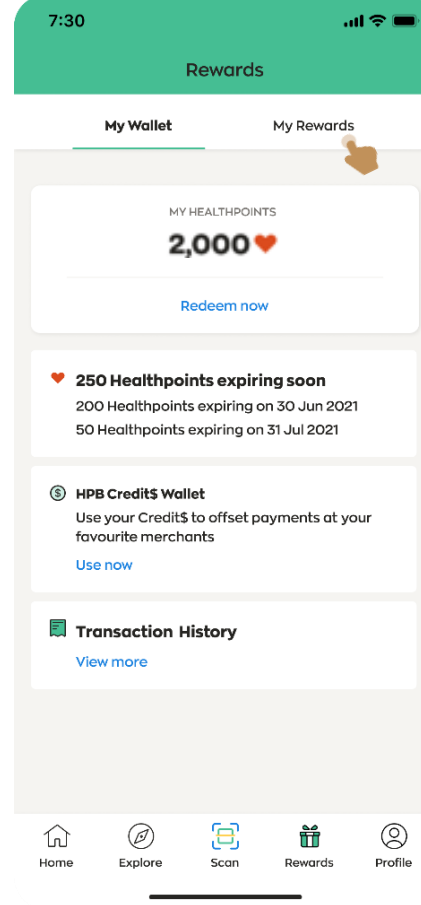 7:30
Rewards
My Wallet
My Rewards
MY HEALTHPOINTS
2,000
Redeem now
250 Healthpoints expiring soon
200 Healthpoints expiring on 30 Jun 2021
50 Healthpoints expiring on 31 Jul 2021
HPB Credit$ Wallet
Use your Credit$ to offset payments at your
favourite merchants
Use now
Transaction History
View more
Home
Explore
Scan
Rewards
Profile